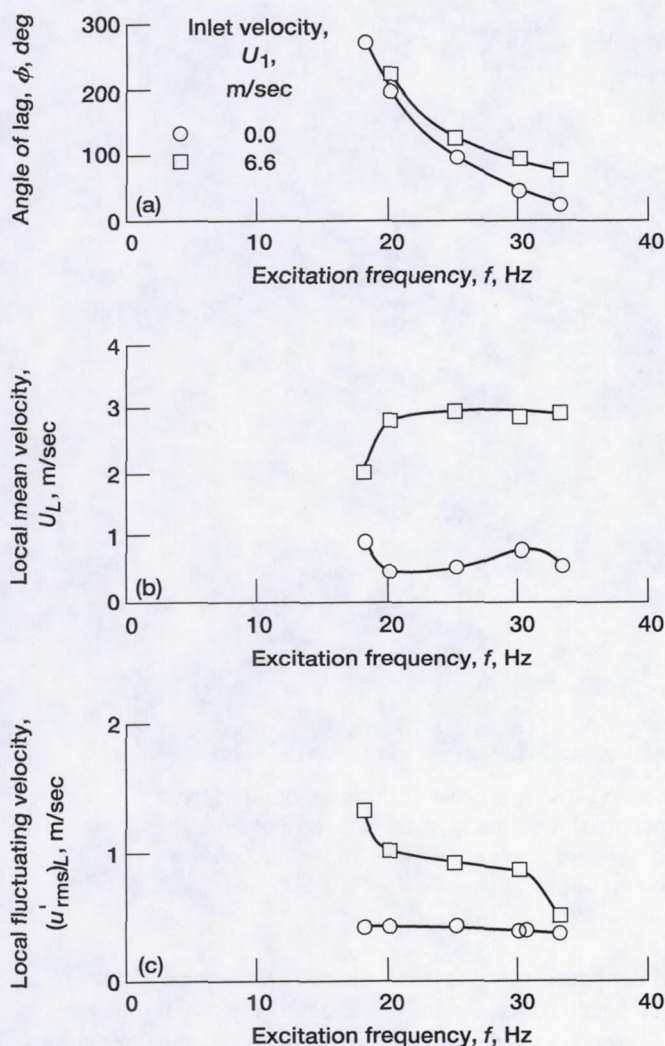 Angle of lag, ϕ, deg
300
200
100
0
Inlet velocity,
U1,
m/sec
0.0
6.6
(a)
0 10 20 30 40
Excitation frequency, f, Hz
Local mean velocity,
UL, m/sec
4
3
2
1
0
(b)
0 10 20 30 40
Excitation frequency, f, Hz
Local fluctuating velocity,
(u'rms)L, m/sec
2
1
0
(c)
0 10 20 30 40
Excitation frequency, f, Hz